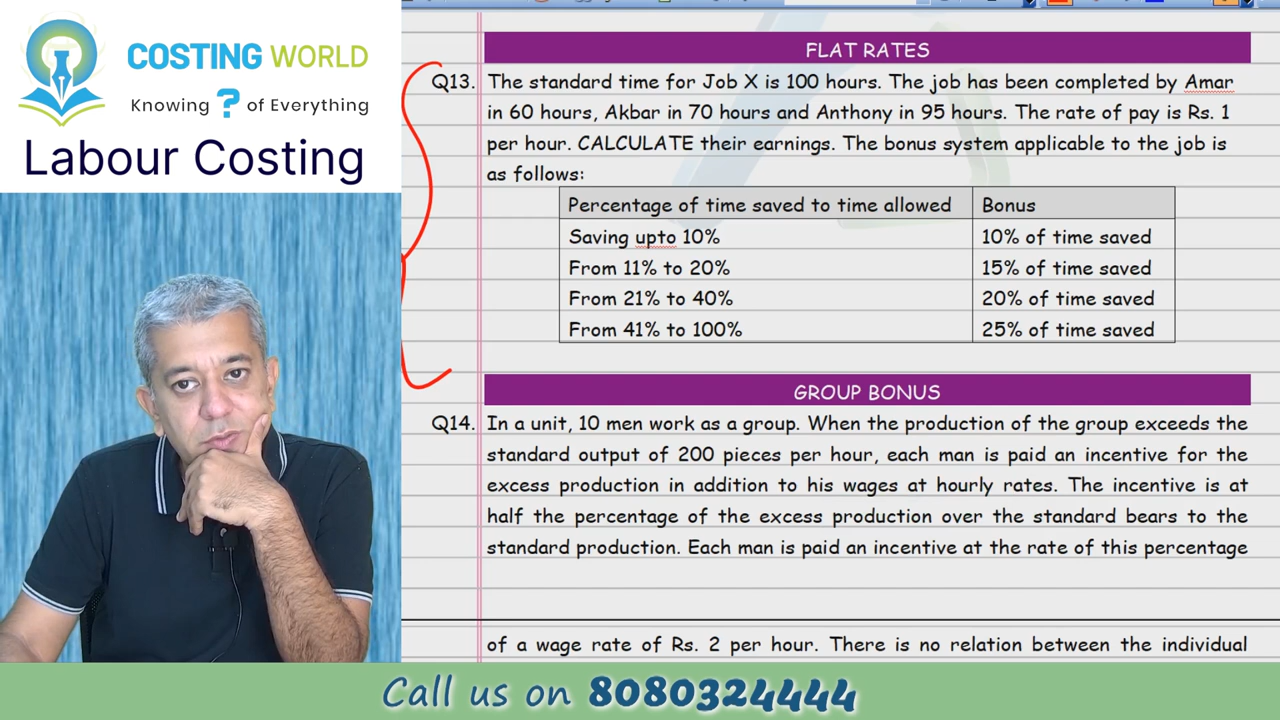 COSTING WORLD
Knowing ? of Everything
Labour Costing
FLAT RATES
Q13. The standard time for Job X is 100 hours. The job has been completed by Amar
in 60 hours, Akbar in 70 hours and Anthony in 95 hours. The rate of pay is Rs. 1
per hour. CALCULATE their earnings. The bonus system applicable to the job is
as follows:
Percentage of time saved to time allowed Bonus
Saving upto 10% 10% of time saved
From 11% to 20% 15% of time saved
From 21% to 40% 20% of time saved
From 41% to 100% 25% of time saved
GROUP BONUS
Q14. In a unit, 10 men work as a group. When the production of the group exceeds the
standard output of 200 pieces per hour, each man is paid an incentive for the
excess production in addition to his wages at hourly rates. The incentive is at
half the percentage of the excess production over the standard bears to the
standard production. Each man is paid an incentive at the rate of this percentage
of a wage rate of Rs. 2 per hour. There is no relation between the individual
Call us on 8080324444